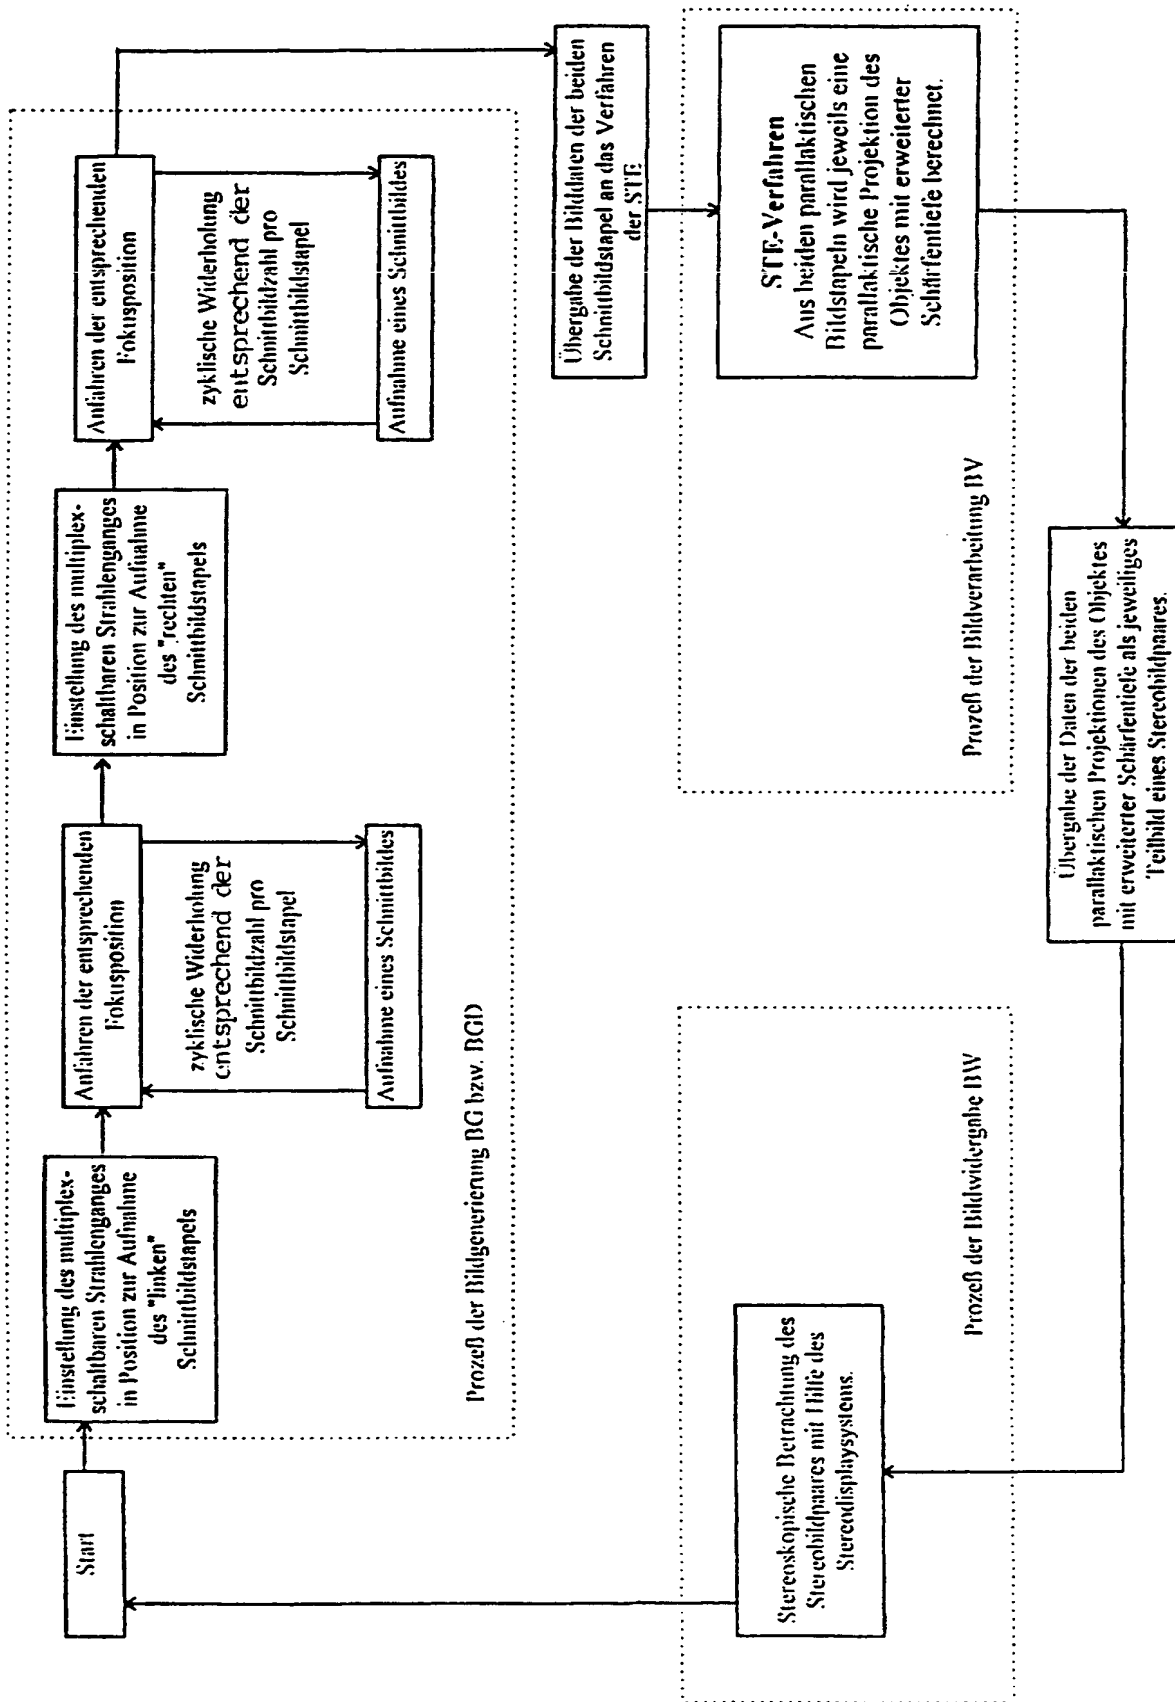 Start
Einstellung des multiplex-
schaltbaren Strahlenganges
in Position zur Aufnahme
des "linken"
Schnittbildstapels
Anfahren der entsprechenden
Fokusposition
zyklische Widerholung
entsprechend der
Schnittbildzahl pro
Schnittbildstapel
Aufnahme eines Schnittbildes
Einstellung des multiplex-
schaltbaren Strahlenganges
in Position zur Aufnahme
des "rechten"
Schnittbildstapels
Anfahren der entsprechenden
Fokusposition
zyklische Widerholung
entsprechend der
Schnittbildzahl pro
Schnittbildstapel
Aufnahme eines Schnittbildes
Prozeß der Bildgenerierung BG bzw. BGD
Übergabe der Bilddaten der beiden
Schnittbildstapel an das Verfahren
der STE
STE-Verfahren
Aus beiden parallaktischen
Bildstapeln wird jeweils eine
parallaktische Projektion des
Objektes mit erweiterter
Schärfentiefe berechnet.
Prozeß der Bildverarbeitung BV
Übergabe der Daten der beiden
parallaktischen Projektionen des Objektes
mit erweiterter Schärfentiefe als jeweiliges
Teilbild eines Stereobildpaares.
Stereoskopische Betrachtung des
Stereobildpaares mit Hilfe des
Stereodisplaysystems.
Prozeß der Bildwidergabe BW